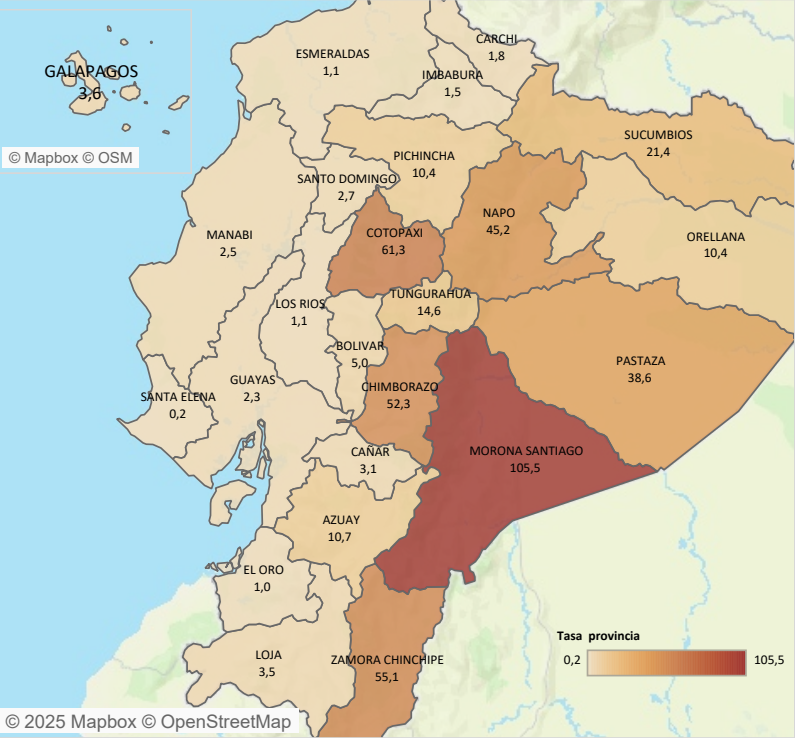 ESMERALDAS
1,1
CARCHI
1,8
IMBABURA
1,5
GALAPAGOS
3,6
© Mapbox © OSM
SUCUMBIOS
21,4
PICHINCHA
10,4
SANTO DOMINGO
2,7
NAPO
45,2
COTOPAXI
61,3
MANABI
2,5
ORELLANA
10,4
TUNGURAHUA
14,6
LOS RIOS
1,1
BOLIVAR
5,0
PASTAZA
38,6
GUAYAS
2,3
CHIMBORAZO
52,3
SANTA ELENA
0,2
CAÑAR
3,1
MORONA SANTIAGO
105,5
AZUAY
10,7
EL ORO
1,0
LOJA
3,5
ZAMORA CHINCHIPE
55,1
Tasa provincia
0,2 105,5
© 2025 Mapbox © OpenStreetMap